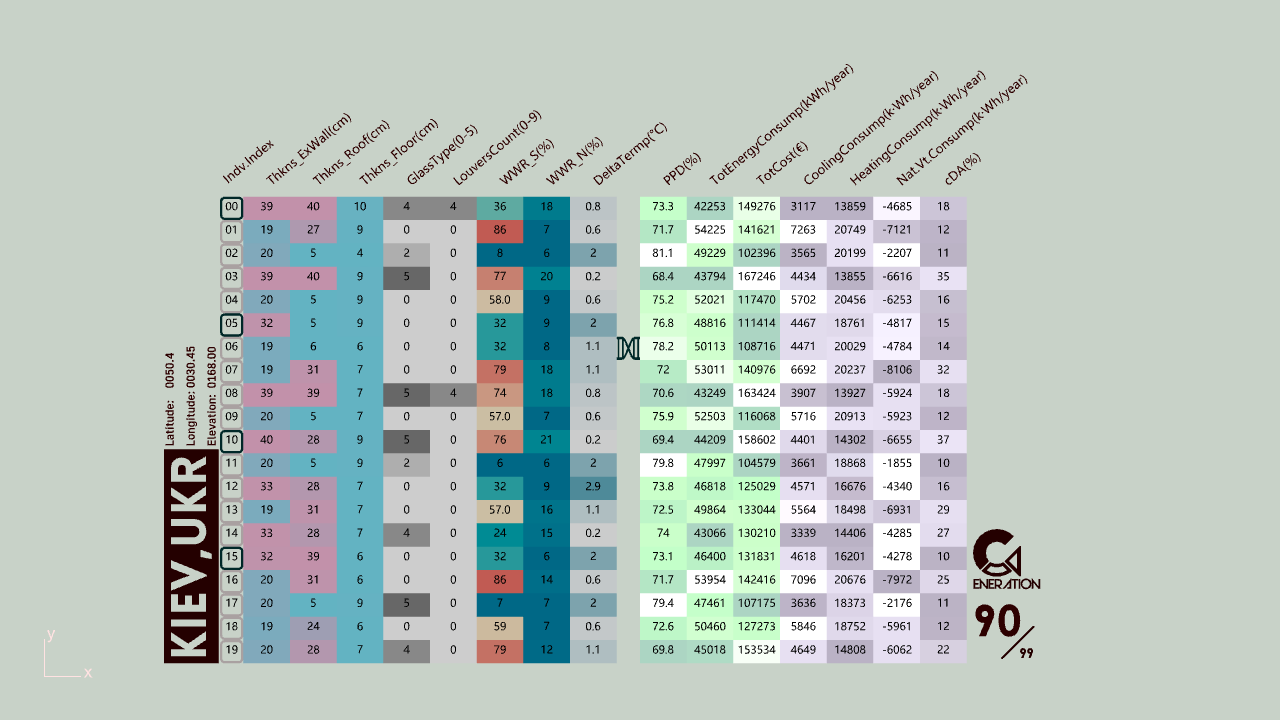 Indv.Index Thkns_ExWall(cm) Thkns_Roof(cm) Thkns_Floor(cm) GlassType(0-5) LouversCount(0-9) WWR_S(%) WWR_N(%) DeltaTermp(°C) PPD(%) TotEnergyConsump(kWh/year) TotCost(€) CoolingConsump(k·Wh/year) HeatingConsump(k·Wh/year) Nat.Vt.Consump(k·Wh/year) cDA(%)
00 39 40 10 4 4 36 18 0.8 73.3 42253 149276 3117 13859 -4685 18
01 19 27 9 0 0 86 7 0.6 71.7 54225 141621 7263 20749 -7121 12
02 20 5 4 2 0 8 6 2 81.1 49229 102396 3565 20199 -2207 11
03 39 40 9 5 0 77 20 0.2 68.4 43794 167246 4434 13855 -6616 35
04 20 5 9 0 0 58.0 9 0.6 75.2 52021 117470 5702 20456 -6253 16
05 32 5 9 0 0 32 9 2 76.8 48816 111414 4467 18761 -4817 15
06 19 6 6 0 0 32 8 1.1 78.2 50113 108716 4471 20029 -4784 14
07 19 31 7 0 0 79 18 1.1 72 53011 140976 6692 20237 -8106 32
08 39 39 7 5 4 74 18 0.8 70.6 43249 163424 3907 13927 -5924 18
09 20 5 7 0 0 57.0 7 0.6 75.9 52503 116068 5716 20913 -5923 12
10 40 28 9 5 0 76 21 0.2 69.4 44209 158602 4401 14302 -6655 37
11 20 5 9 2 0 6 6 2 79.8 47997 104579 3661 18868 -1855 10
12 33 28 7 0 0 32 9 2.9 73.8 46818 125029 4571 16676 -4340 16
13 19 31 7 0 0 57.0 16 1.1 72.5 49864 133044 5564 18498 -6931 29
14 33 28 7 4 0 24 15 0.2 74 43066 130210 3339 14406 -4285 27
15 32 39 6 0 0 32 6 2 73.1 46400 131831 4618 16201 -4278 10
16 20 31 6 0 0 86 14 0.6 71.7 53954 142416 7096 20676 -7972 25
17 20 5 9 5 0 7 7 2 79.4 47461 107175 3636 18373 -2176 11
18 19 24 6 0 0 59 7 0.6 72.6 50460 127273 5846 18752 -5961 12
19 20 28 7 4 0 79 12 1.1 69.8 45018 153534 4649 14808 -6062 22
Latitude: 0050.4
Longitude: 0030.45
Elevation: 0168.00
KIEV,UKR
GENERATION
90/99
y
x